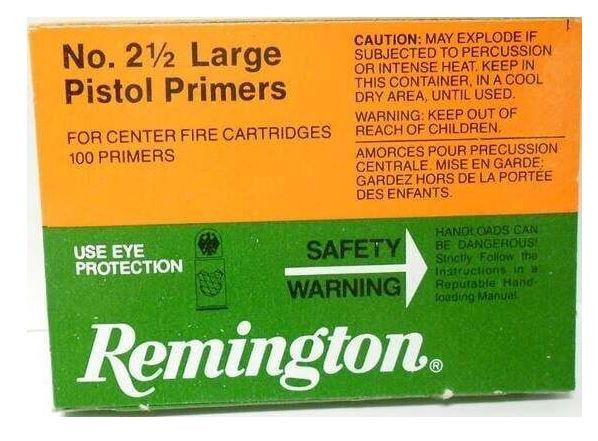 No. 2½ Large
Pistol Primers
FOR CENTER FIRE CARTRIDGES
100 PRIMERS
CAUTION: MAY EXPLODE IF
SUBJECTED TO PERCUSSION
OR INTENSE HEAT. KEEP IN
THIS CONTAINER, IN A COOL
DRY AREA, UNTIL USED.
WARNING: KEEP OUT OF
REACH OF CHILDREN.
AMORCES POUR PRECUSSION
CENTRALE. MISE EN GARDE:
GARDEZ HORS DE LA PORTÉE
DES ENFANTS.
USE EYE
PROTECTION
SAFETY
WARNING
HANDLOADS CAN
BE DANGEROUS!
Strictly Follow the
Instructions in a
Reputable Hand-
loading Manual.
Remington®